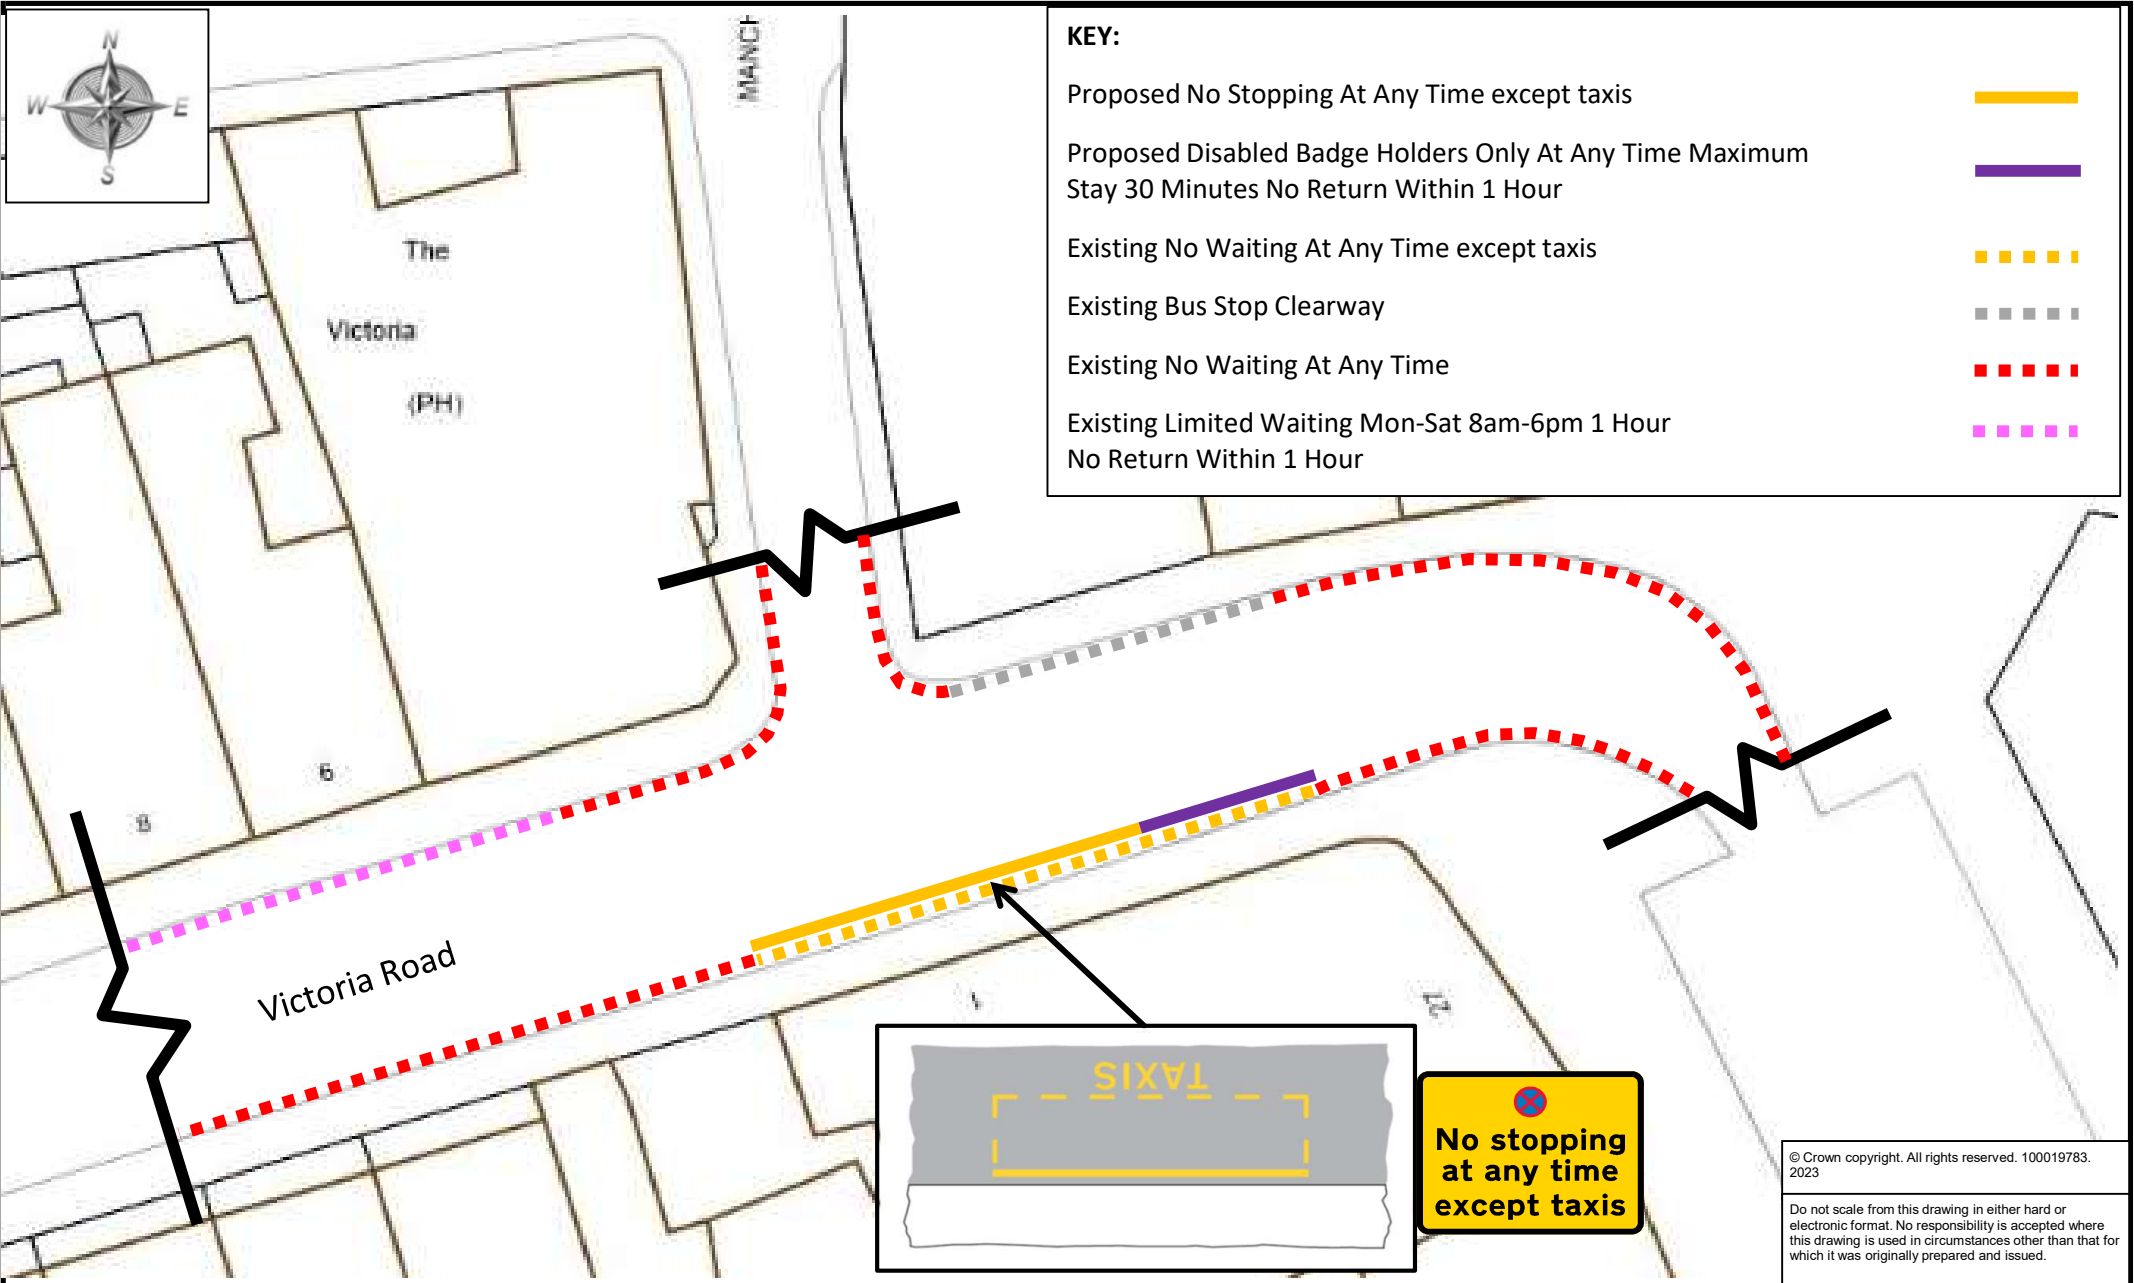 N
W E
S
MANCH
KEY:
Proposed No Stopping At Any Time except taxis
Proposed Disabled Badge Holders Only At Any Time Maximum
Stay 30 Minutes No Return Within 1 Hour
Existing No Waiting At Any Time except taxis
Existing Bus Stop Clearway
Existing No Waiting At Any Time
Existing Limited Waiting Mon-Sat 8am-6pm 1 Hour
No Return Within 1 Hour
The
Victoria
(PH)
6
8
Victoria Road
1
27
TAXIS
No stopping
at any time
except taxis
© Crown copyright. All rights reserved. 100019783.
2023
Do not scale from this drawing in either hard or
electronic format. No responsibility is accepted where
this drawing is used in circumstances other than that for
which it was originally prepared and issued.